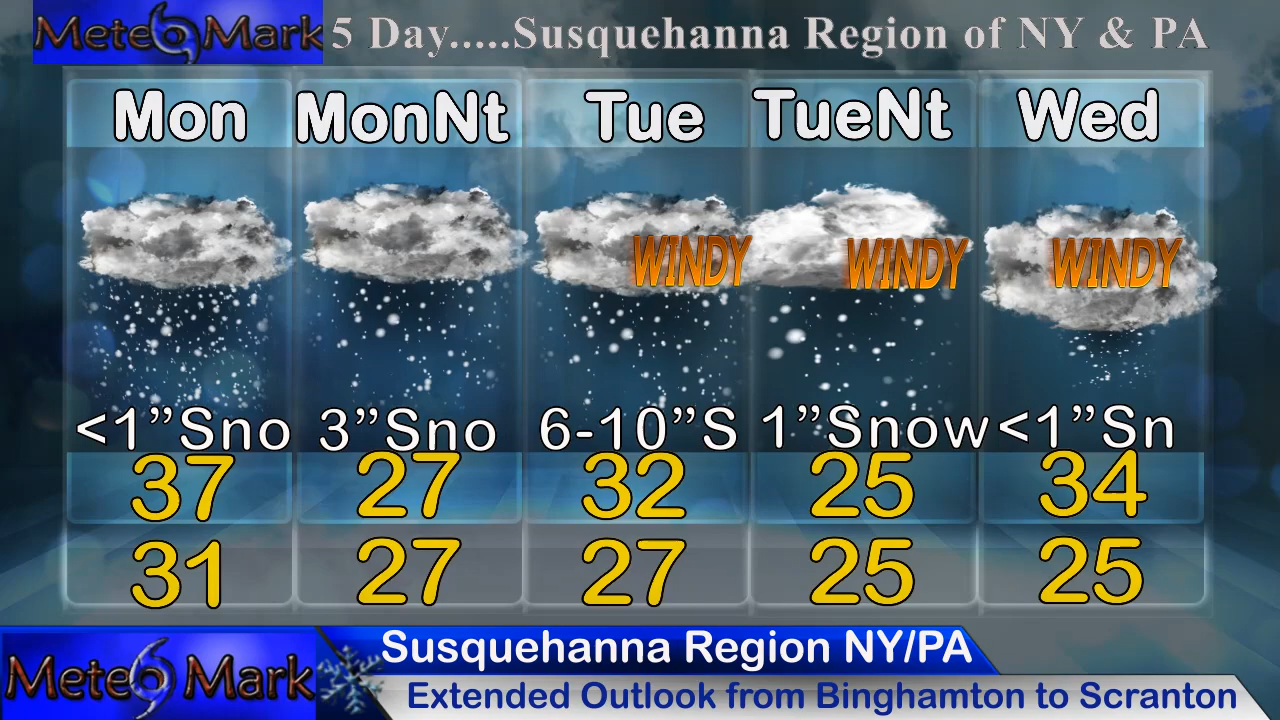 MeteoMark 5 Day.....Susquehanna Region of NY & PA
Mon MonNt Tue TueNt Wed
WINDY WINDY WINDY
<1”Sno 3”Sno 6-10”S 1”Snow <1”Sn
37 27 32 25 34
31 27 27 25 25
Susquehanna Region NY/PA
MeteoMark
Extended Outlook from Binghamton to Scranton